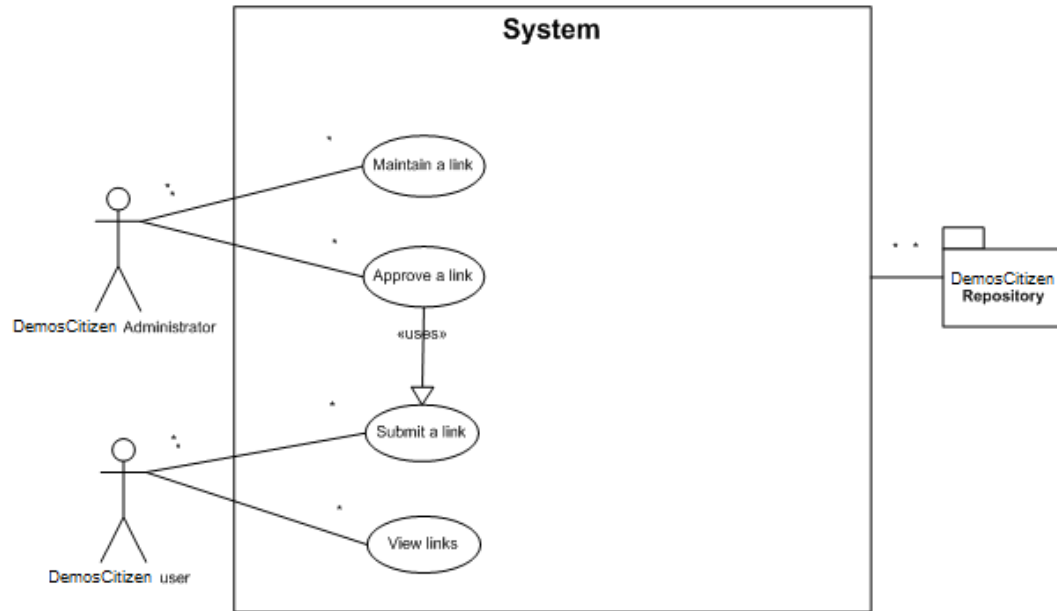 System
*
Maintain a link
*
*
*
Approve a link
* *
DemosCitizen
Repository
DemosCitizen Administrator
«uses»
*
Submit a link
*
*
*
View links
DemosCitizen user